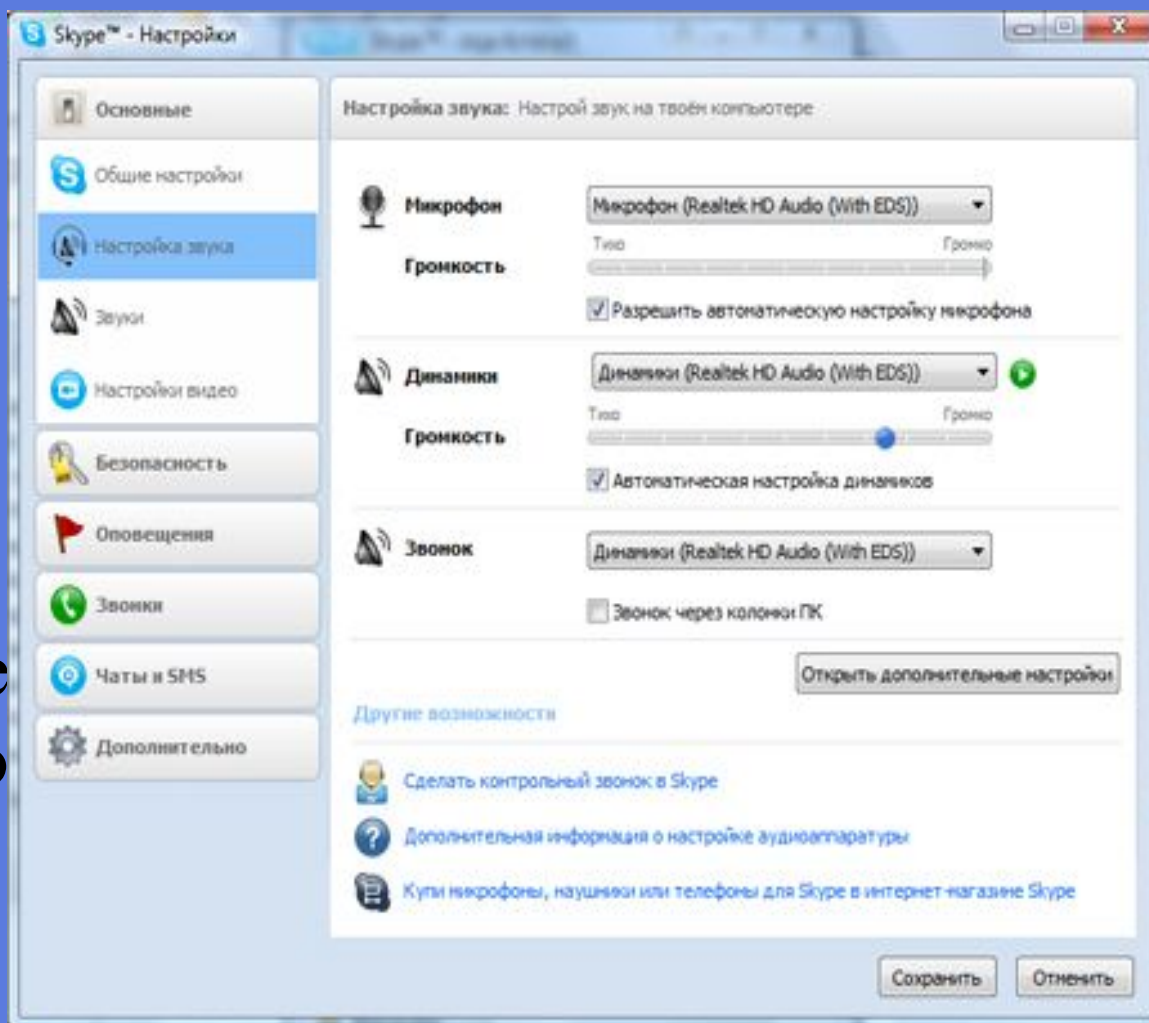 Skype™ - Настройки
Основные
Общие настройки
Настройка звука
Звуки
Настройки видео
Безопасность
Оповещения
Звонки
Чаты и SMS
Дополнительно
Настройка звука: Настрой звук на твоём компьютере
Микрофон
Микрофон (Realtek HD Audio (With EDS))
Тихо Громко
Громкость
Разрешить автоматическую настройку микрофона
Динамики
Динамики (Realtek HD Audio (With EDS))
Тихо Громко
Громкость
Автоматическая настройка динамиков
Звонок
Динамики (Realtek HD Audio (With EDS))
Звонок через колонки ПК
Открыть дополнительные настройки
Другие возможности
Сделать контрольный звонок в Skype
Дополнительная информация о настройке аудиоаппаратуры
Купи микрофоны, наушники или телефоны для Skype в интернет-магазине Skype
Сохранить Отменить